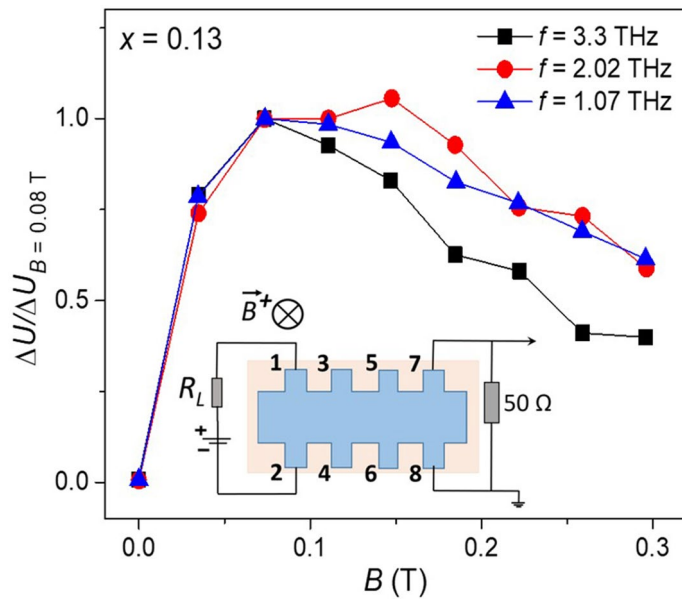 x = 0.13
f = 3.3 THz
f = 2.02 THz
f = 1.07 THz
ΔU/ΔU_{B = 0.08 T}
1.0
0.5
0.0
B⃗ + ⊗
1 3 5 7
R_L
+
−
50 Ω
2 4 6 8
0.0 0.1 0.2 0.3
B (T)